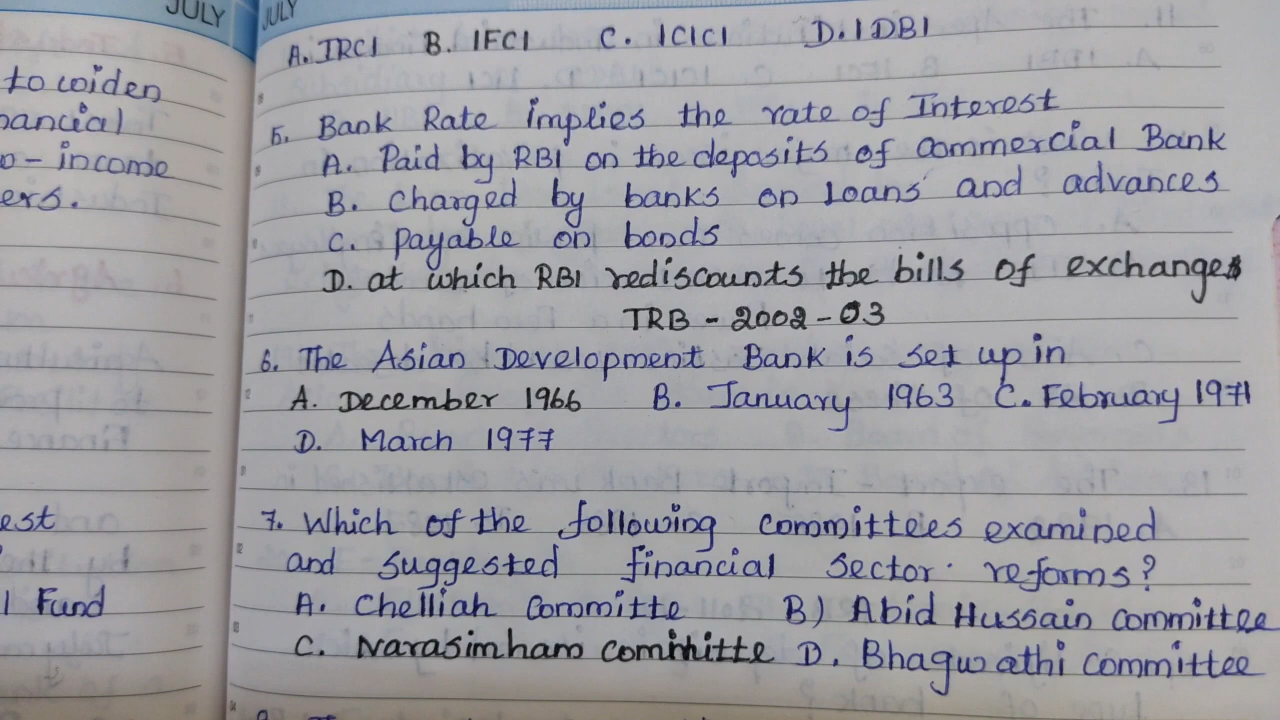 JULY
to widen
nancial
o - income
ers.
est
l Fund
JULY
A. IRCI B. IFCI C. ICICI D. IDBI
5. Bank Rate implies the rate of Interest
A. Paid by RBI on the deposits of Commercial Bank
B. Charged by banks on loans and advances
C. Payable on bonds
D. at which RBI rediscounts the bills of exchanges
TRB - 2002 - 03
6. The Asian Development Bank is set up in
A. December 1966 B. January 1963 C. February 1971
D. March 1977
7. Which of the following committees examined
and suggested financial sector reforms?
A. Chelliah Committe B) Abid Hussain Committee
C. Narasimham committe D. Bhagwathi Committee